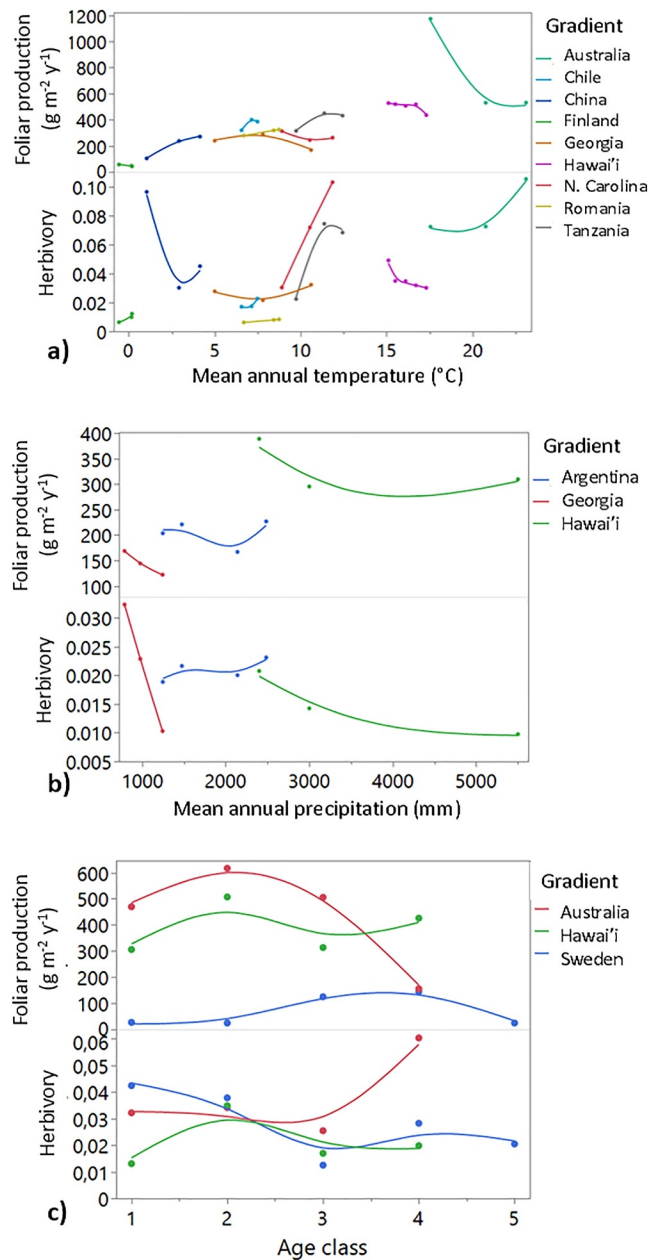 1200
1000
800
600
400
200
0
Foliar production
(g m⁻² y⁻¹)
0.10
0.08
0.06
0.04
0.02
0
Herbivory
0
5
10
15
20
a)
Mean annual temperature (°C)
Gradient
Australia
Chile
China
Finland
Georgia
Hawai'i
N. Carolina
Romania
Tanzania
400
350
300
250
200
150
100
Foliar production
(g m⁻² y⁻¹)
0.030
0.025
0.020
0.015
0.010
0.005
Herbivory
1000
2000
3000
4000
5000
b)
Mean annual precipitation (mm)
Gradient
Argentina
Georgia
Hawai'i
600
500
400
300
200
100
0
Foliar production
(g m⁻² y⁻¹)
0,06
0,05
0,04
0,03
0,02
0,01
0
Herbivory
1
2
3
4
5
c)
Age class
Gradient
Australia
Hawai'i
Sweden